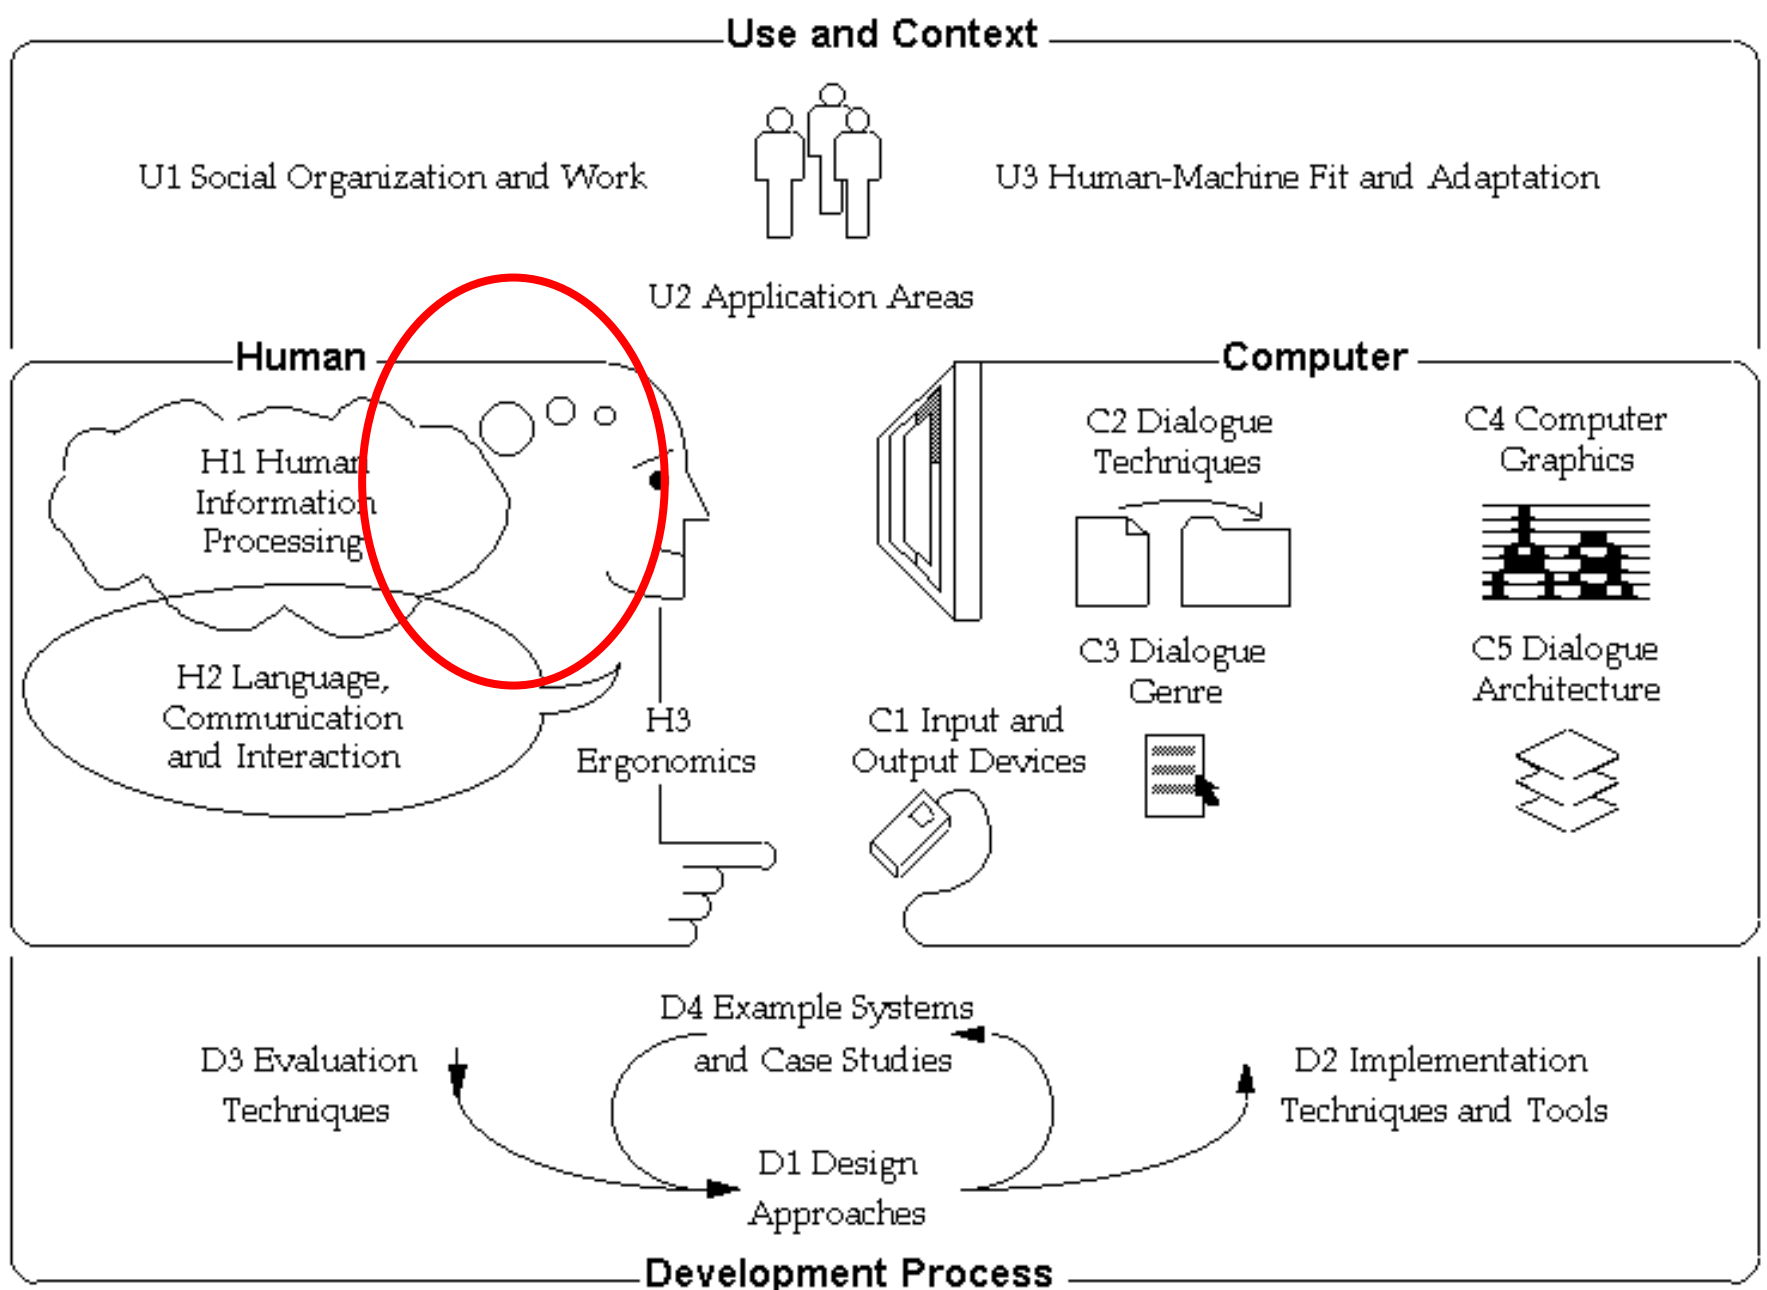 Use and Context
U1 Social Organization and Work
U3 Human-Machine Fit and Adaptation
U2 Application Areas
Human
H1 Human
Information
Processing
H2 Language,
Communication
and Interaction
H3
Ergonomics
Computer
C1 Input and
Output Devices
C2 Dialogue
Techniques
C3 Dialogue
Genre
C4 Computer
Graphics
C5 Dialogue
Architecture
D3 Evaluation
Techniques
D4 Example Systems
and Case Studies
D1 Design
Approaches
D2 Implementation
Techniques and Tools
Development Process